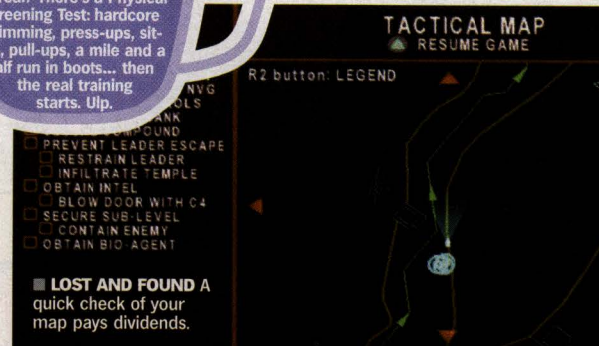 There's a Physical
reening Test: hardcore
imming, press-ups, sit-
, pull-ups, a mile and a
lf run in boots... then
the real training
starts. Ulp.
TACTICAL MAP
RESUME GAME
R2 button: LEGEND
NVG
OLS
ANK
COMPOUND
PREVENT LEADER ESCAPE
RESTRAIN LEADER
INFILTRATE TEMPLE
OBTAIN INTEL
BLOW DOOR WITH C4
SECURE SUB-LEVEL
CONTAIN ENEMY
OBTAIN BIO-AGENT
■ LOST AND FOUND A
quick check of your
map pays dividends.